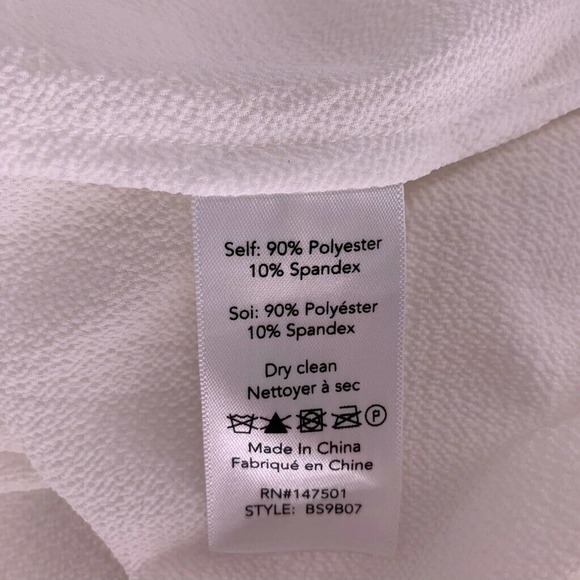 Self: 90% Polyester
10% Spandex
Soi: 90% Polyéster
10% Spandex
Dry clean
Nettoyer à sec
P
Made In China
Fabriqué en Chine
RN#147501
STYLE: BS9B07